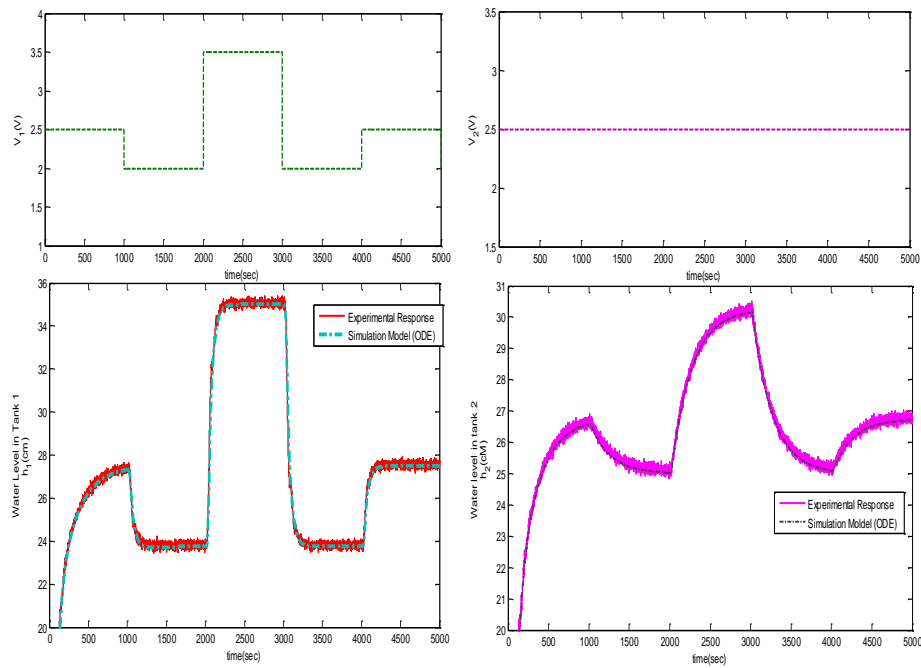 4
3.5
3
2.5
2
1.5
1
V1(V)
0 500 1000 1500 2000 2500 3000 3500 4000 4500 5000
time(sec)
3.5
3
2.5
2
1.5
V2(V)
0 500 1000 1500 2000 2500 3000 3500 4000 4500 5000
time(sec)
36
34
32
30
28
26
24
22
20
Water Level in Tank 1
h1(cm)
Experimental Response
Simulation Model (ODE)
0 500 1000 1500 2000 2500 3000 3500 4000 4500 5000
time(sec)
31
30
29
28
27
26
25
24
23
22
21
20
Water level in tank 2
h2(cM)
Experimental Response
Simulation Moldel (ODE)
0 500 1000 1500 2000 2500 3000 3500 4000 4500 5000
time(sec)